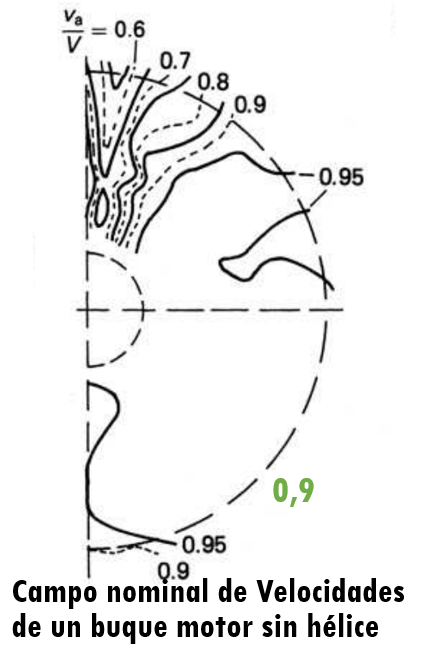 v_a/V = 0.6
0.7
0.8
0.9
0.95
0,9
0.95
0.9
Campo nominal de Velocidades
de un buque motor sin hélice